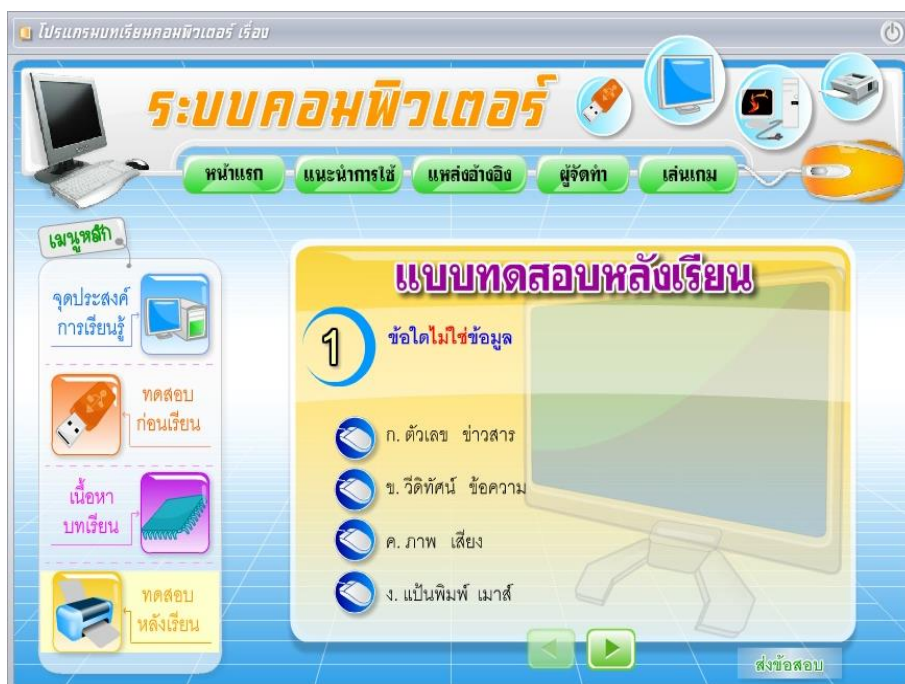 โปรแกรมบทเรียนคอมพิวเตอร์ เรื่อง
ระบบคอมพิวเตอร์
หน้าแรก
แนะนำการใช้
แหล่งอ้างอิง
ผู้จัดทำ
เล่นเกม
เมนูหลัก
จุดประสงค์
การเรียนรู้
ทดสอบ
ก่อนเรียน
เนื้อหา
บทเรียน
ทดสอบ
หลังเรียน
แบบทดสอบหลังเรียน
1 ข้อใดไม่ใช่ข้อมูล
ก. ตัวเลข ข่าวสาร
ข. วีดิทัศน์ ข้อความ
ค. ภาพ เสียง
ง. แป้นพิมพ์ เมาส์
ส่งข้อสอบ